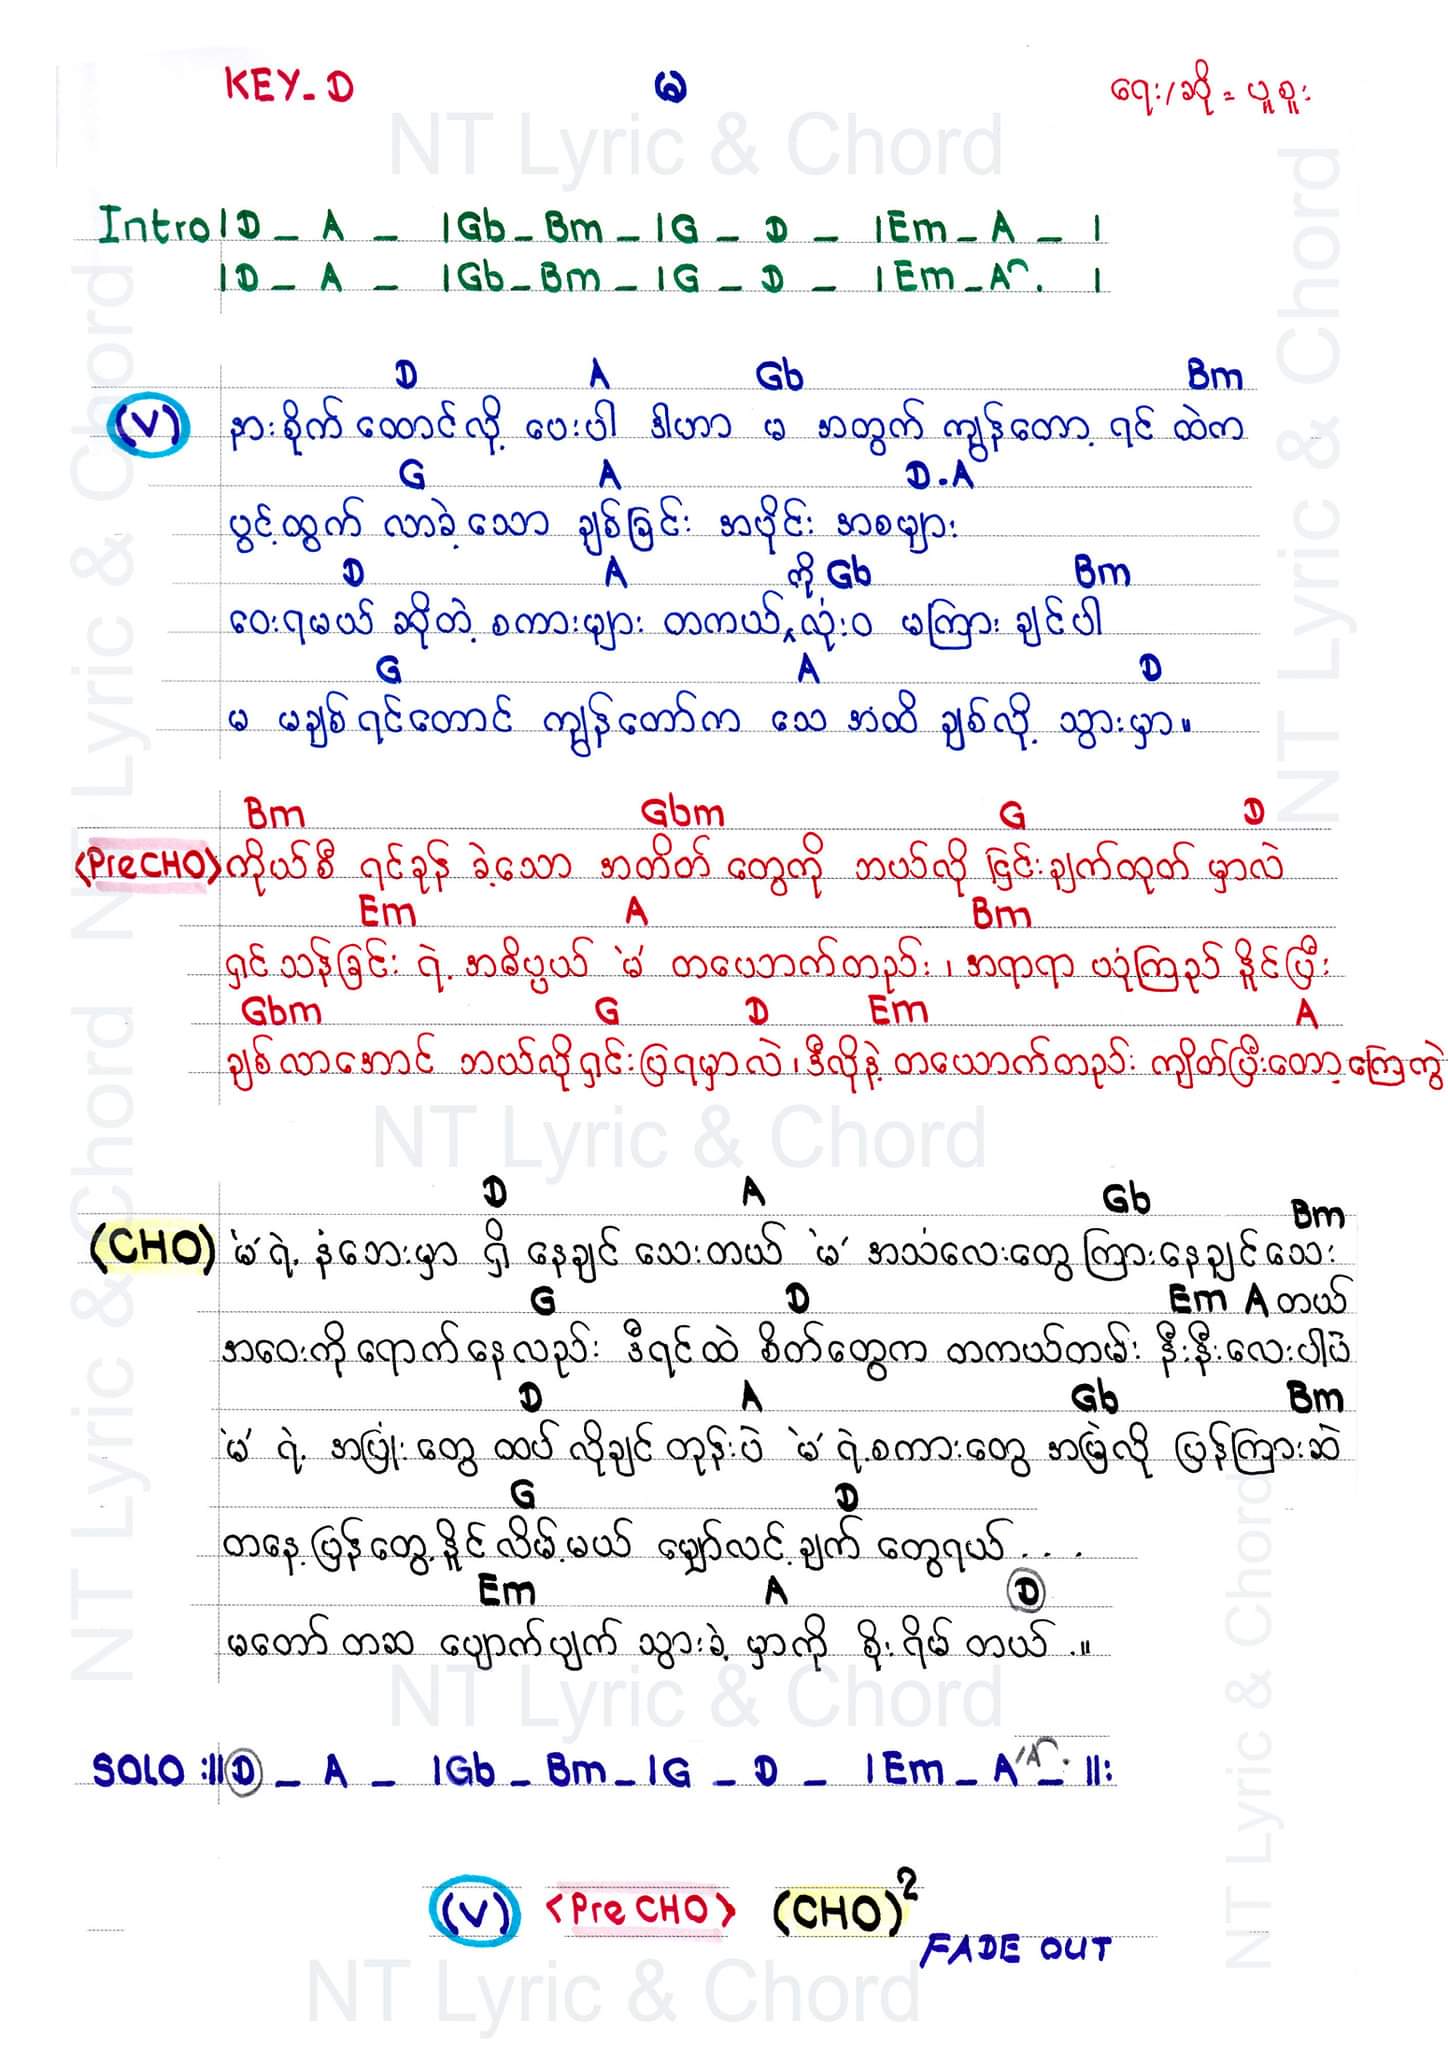 KEY_D မ ရေး/ဆို = ယူစူး
NT Lyric & Chord
Intro |D _ A _ |Gb _ Bm _ |G _ D _ |Em _ A _ |
|D _ A _ |Gb _ Bm _ |G _ D _ |Em _ A . |
D A Gb Bm
(V) နားစိုက် ထောင်လို့ ပေးပါ ဒါဟာ မ အတွက် ကျွန်တော့ ရင် ထဲက
G A D.A
ပွင့်ထွက် လာခဲ့သော ချစ်ခြင်း အပိုင်း အစများ
D A ကို Gb Bm
ဝေးရမယ် ဆိုတဲ့ စကားများ တကယ်^လုံးဝ မကြား ချင်ပါ
G A D
မ မချစ်ရင်တောင် ကျွန်တော်က သေ အထိ ချစ်လို့ သွားမှာ။
Bm Gbm G D
<PreCHO> ကိုယ်စီ ရင်ခုန် ခဲ့သော အတိတ် တွေကို ဘယ်လို ငြင်းချက်ထုတ် မှာလဲ
Em A Bm
ရှင်သန်ခြင်း ရဲ့ အဓိပ္ပယ် 'မ' တပေဘက်တည်း ၊ အရာရာ ယုံကြည် နိူင်ပြီး
Gbm G D Em A
ချစ်လာအောင် ဘယ်လိုရှင်းပြရမှာလဲ ၊ ဒီလိုနဲ့ တယောက်တည်း ကျိတ်ပြီးတော့ ကြေကွဲ
NT Lyric & Chord
D A Gb Bm
(CHO) 'မ' ရဲ့ နံဘေးမှာ ရှိ နေချင် သေးတယ် 'မ' အသံလေးတွေ ကြားနေချင်သေး
G D Em A တယ်
အဝေးကို ရောက်နေလည်း ဒီရင်ထဲ စိတ်တွေက တကယ်တမ်း နီးနီးလေးပါပဲ
D A Gb Bm
'မ' ရဲ့ အပြုံးတွေ ထပ် လိုချင်တုန်းပဲ 'မ' ရဲ့စကားတွေ အမြဲလို ပြန်ကြားဆဲ
G D
တနေ့ ပြန်တွေ့နိူင်လိမ့်မယ် မျှော်လင့်ချက် တွေရယ် . . . .
Em A D
မတော် တဆ ပျောက်ပျက် သွားခဲ့ မှာကို စိုးရိမ် တယ် .။
NT Lyric & Chord
SOLO :||D _ A _ |Gb _ Bm _ |G _ D _ |Em _ A 'A . _ ||:
(V) <Pre CHO> (CHO)²
FADE OUT
NT Lyric & Chord
NT Lyric & Chord
NT Lyric & Chord
NT Lyric & Chord
NT Lyric & Chord